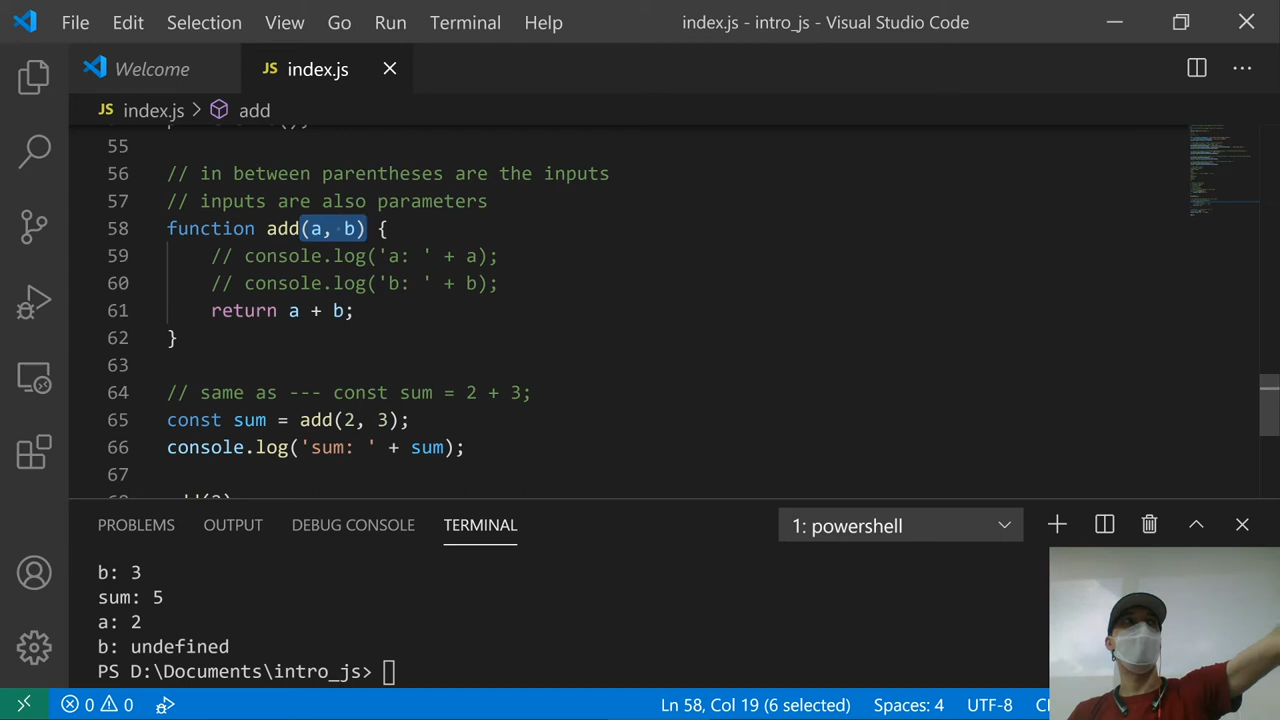 File Edit Selection View Go Run Terminal Help index.js - intro_js - Visual Studio Code
Welcome JS index.js
JS index.js > add
55
56 // in between parentheses are the inputs
57 // inputs are also parameters
58 function add(a, b) {
59 // console.log('a: ' + a);
60 // console.log('b: ' + b);
61 return a + b;
62 }
63
64 // same as --- const sum = 2 + 3;
65 const sum = add(2, 3);
66 console.log('sum: ' + sum);
67
PROBLEMS OUTPUT DEBUG CONSOLE TERMINAL 1: powershell
b: 3
sum: 5
a: 2
b: undefined
PS D:\Documents\intro_js>
0 0 Ln 58, Col 19 (6 selected) Spaces: 4 UTF-8